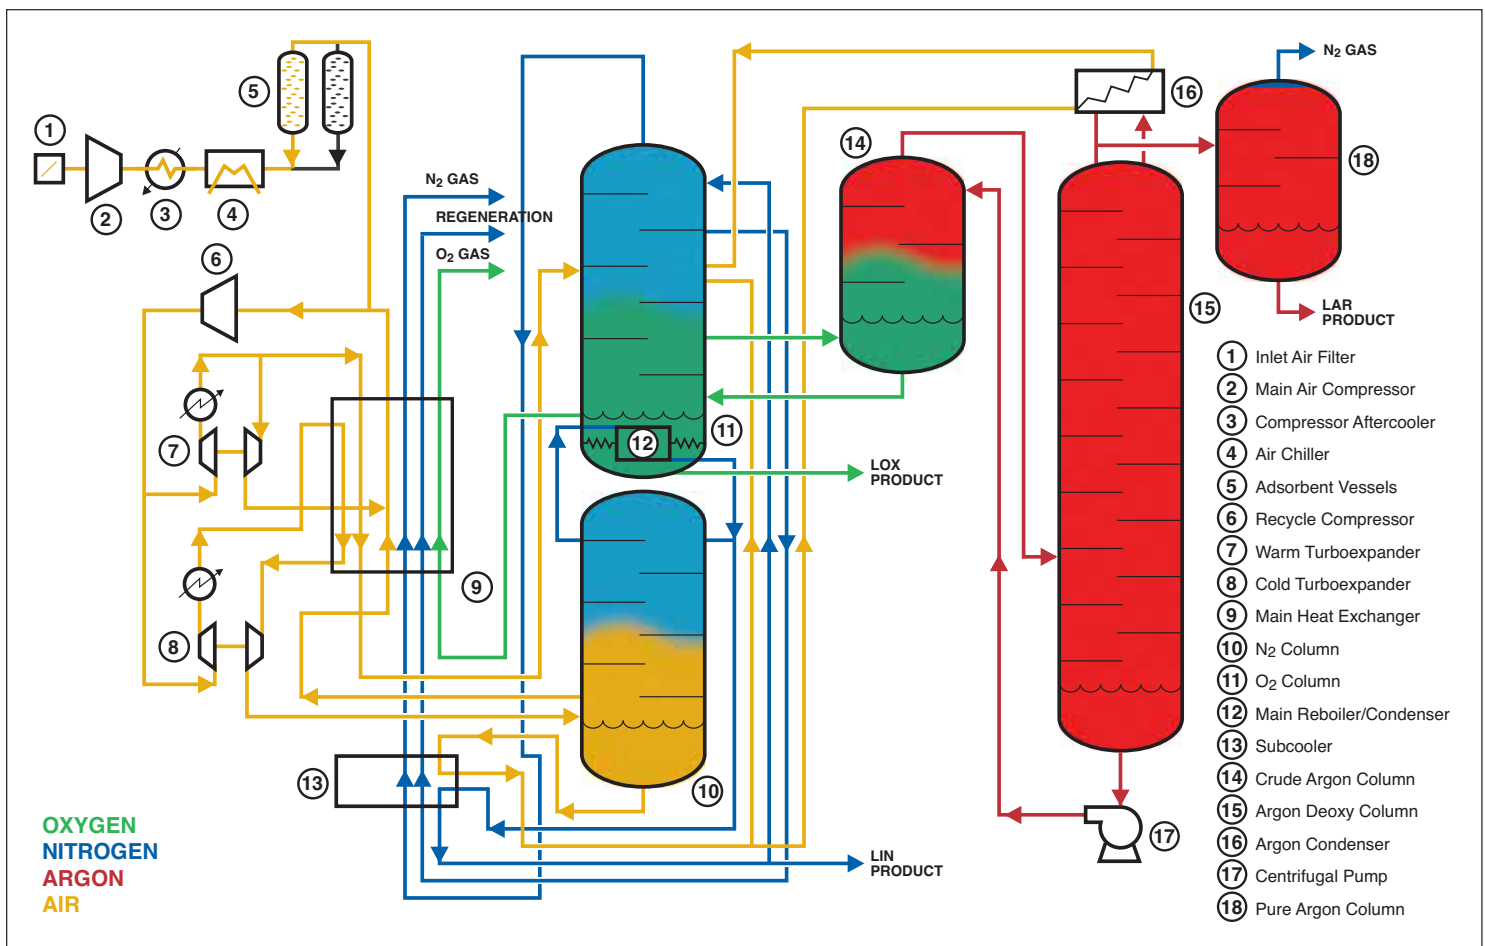 1
2
3
4
5
N2 GAS
REGENERATION
O2 GAS
6
7
8
9
13
10
11
12
14
16
N2 GAS
18
15
LAR
PRODUCT
LOX
PRODUCT
LIN
PRODUCT
17
1 Inlet Air Filter
2 Main Air Compressor
3 Compressor Aftercooler
4 Air Chiller
5 Adsorbent Vessels
6 Recycle Compressor
7 Warm Turboexpander
8 Cold Turboexpander
9 Main Heat Exchanger
10 N2 Column
11 O2 Column
12 Main Reboiler/Condenser
13 Subcooler
14 Crude Argon Column
15 Argon Deoxy Column
16 Argon Condenser
17 Centrifugal Pump
18 Pure Argon Column
OXYGEN
NITROGEN
ARGON
AIR